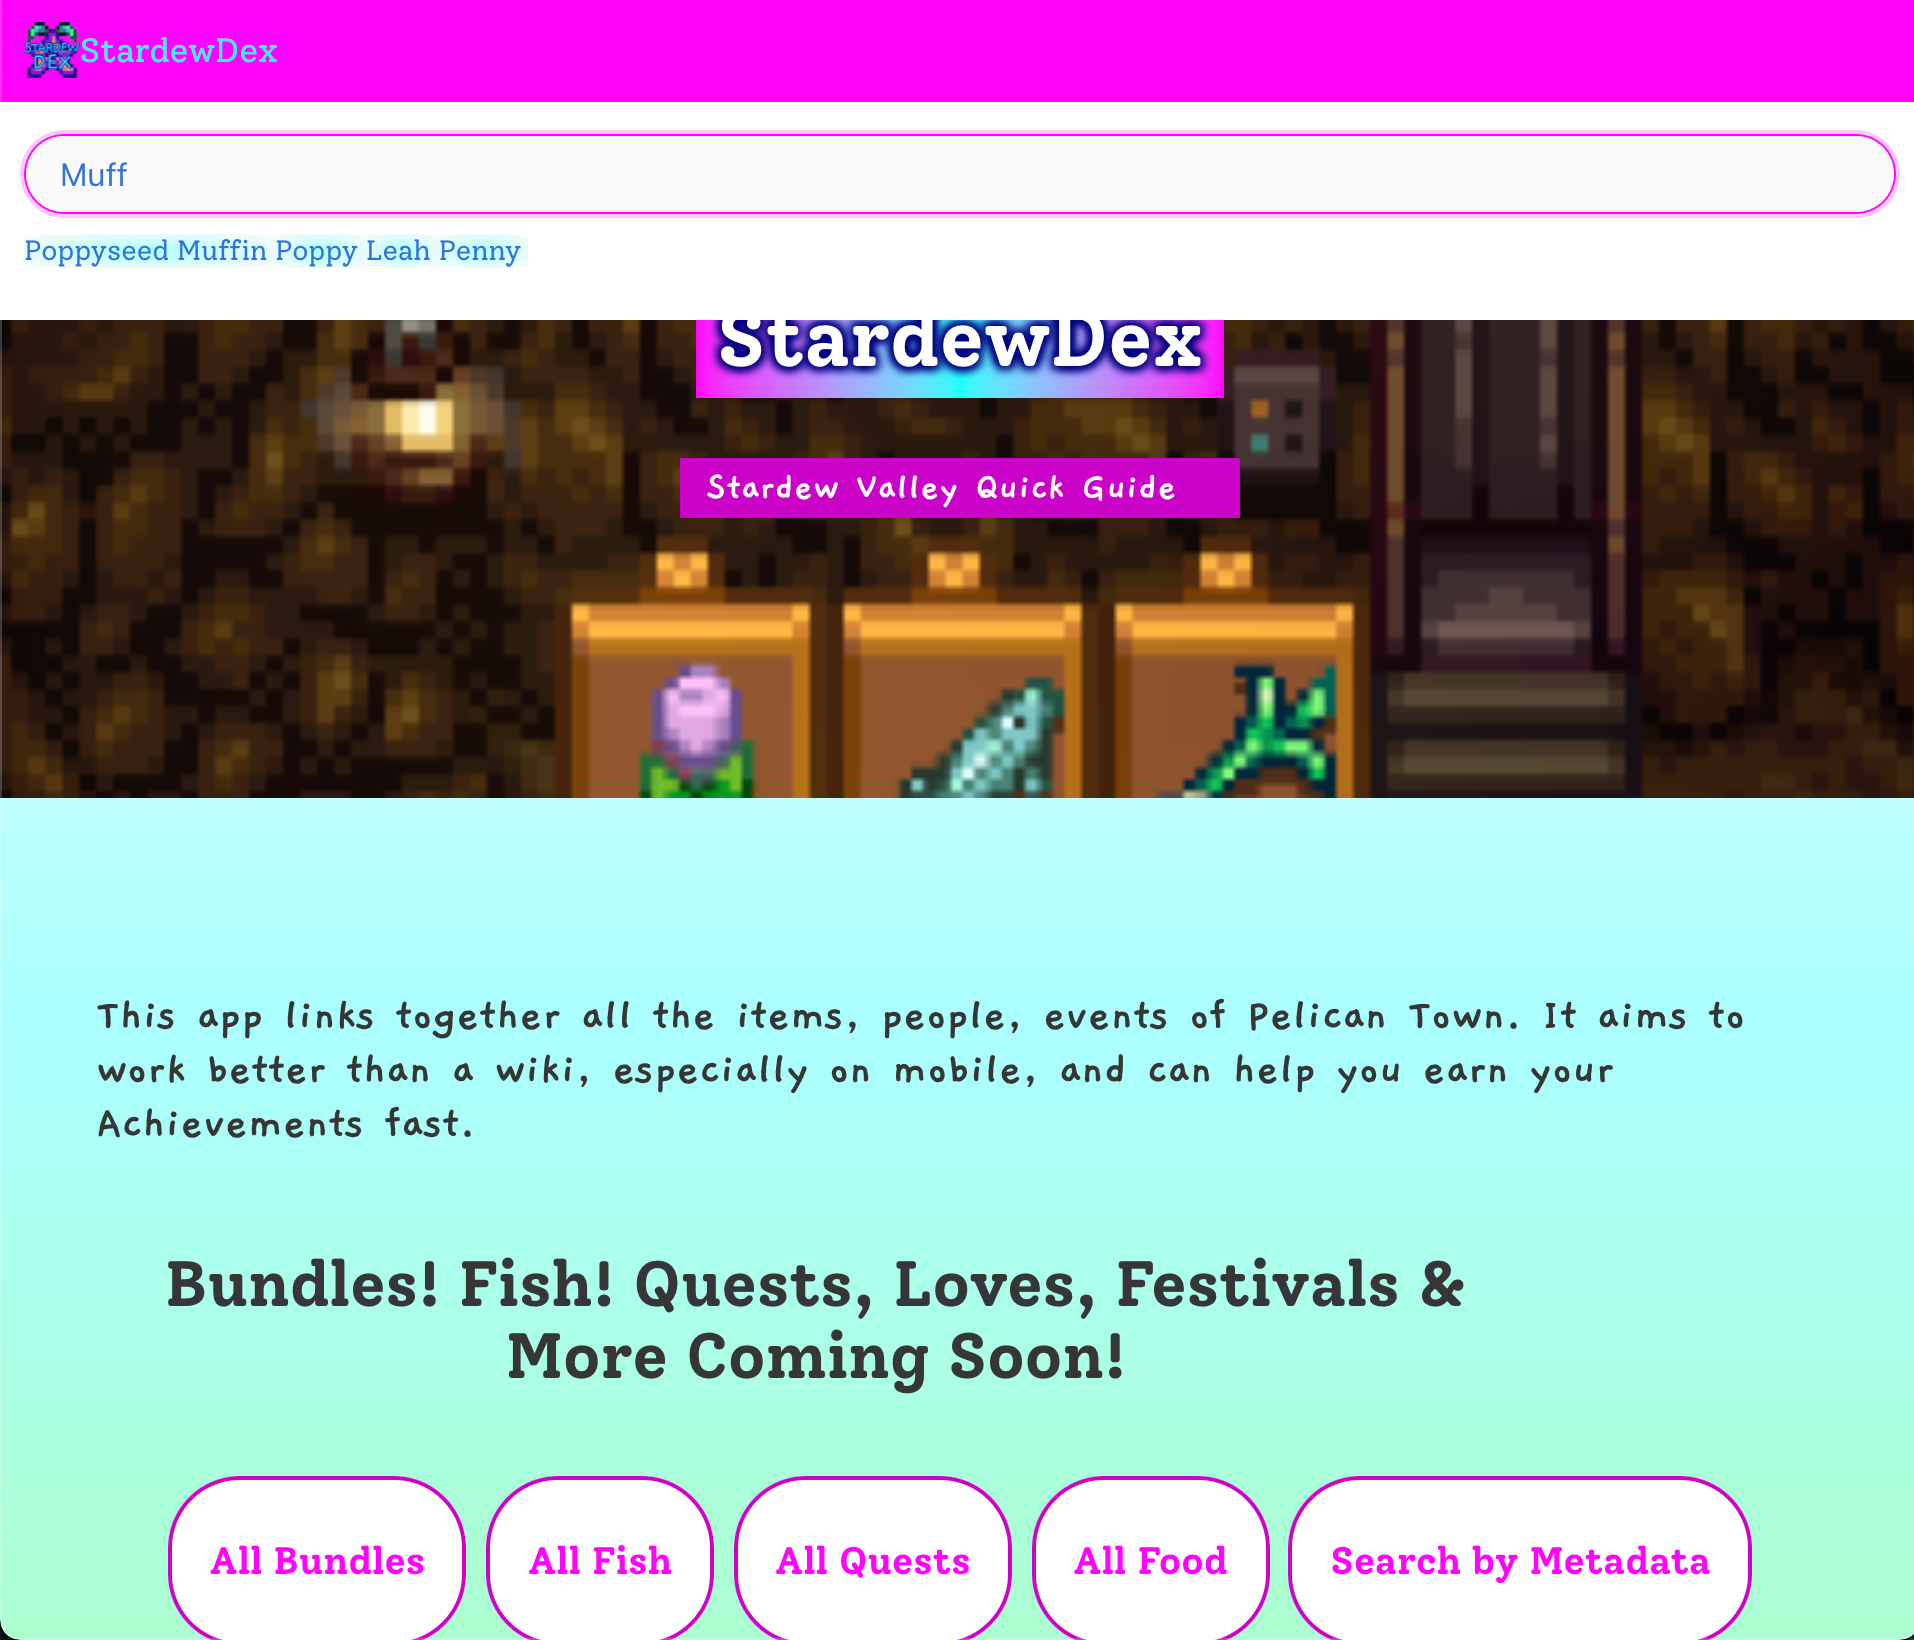 STARDEW
DEX
StardewDex
Muff
Poppyseed Muffin Poppy Leah Penny
StardewDex
Stardew Valley Quick Guide
This app links together all the items, people, events of Pelican Town. It aims to
work better than a wiki, especially on mobile, and can help you earn your
Achievements fast.
Bundles! Fish! Quests, Loves, Festivals &
More Coming Soon!
All Bundles
All Fish
All Quests
All Food
Search by Metadata